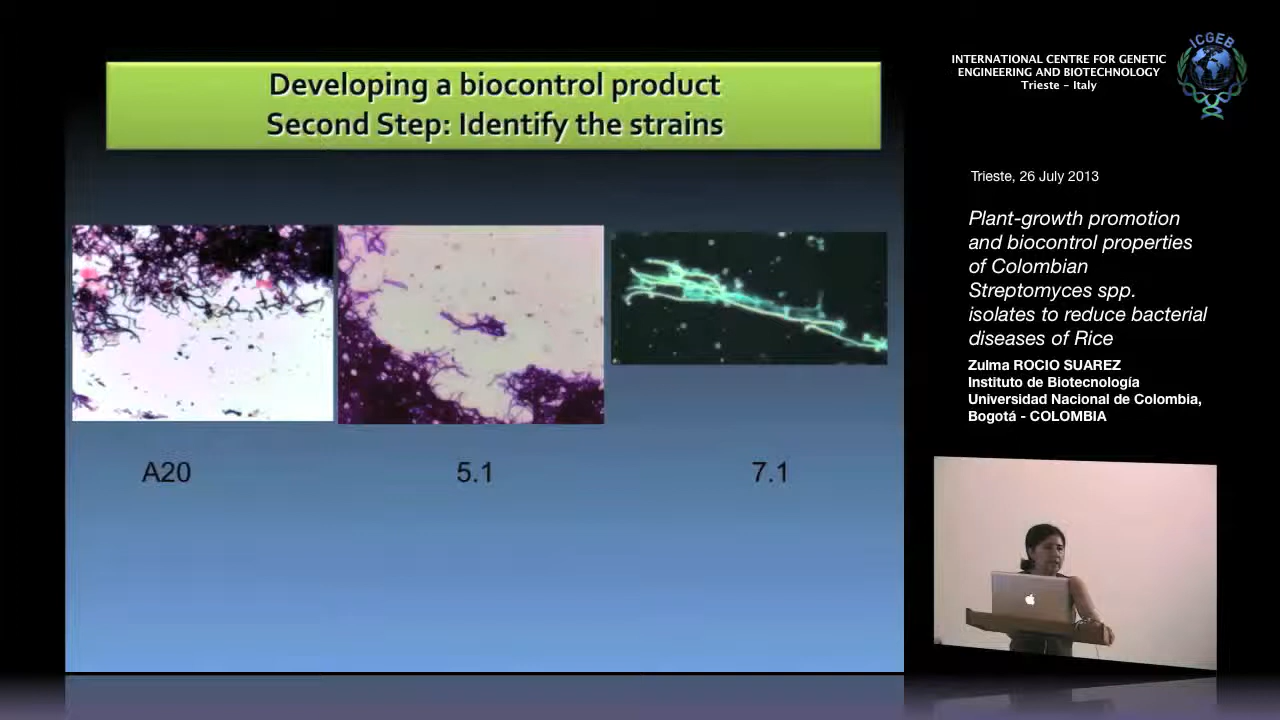 Developing a biocontrol product
Second Step: Identify the strains
A20
5.1
7.1
INTERNATIONAL CENTRE FOR GENETIC
ENGINEERING AND BIOTECHNOLOGY
Trieste - Italy
ICGEB
Trieste, 26 July 2013
Plant-growth promotion
and biocontrol properties
of Colombian
Streptomyces spp.
isolates to reduce bacterial
diseases of Rice
Zulma ROCIO SUAREZ
Instituto de Biotecnología
Universidad Nacional de Colombia,
Bogotá - COLOMBIA